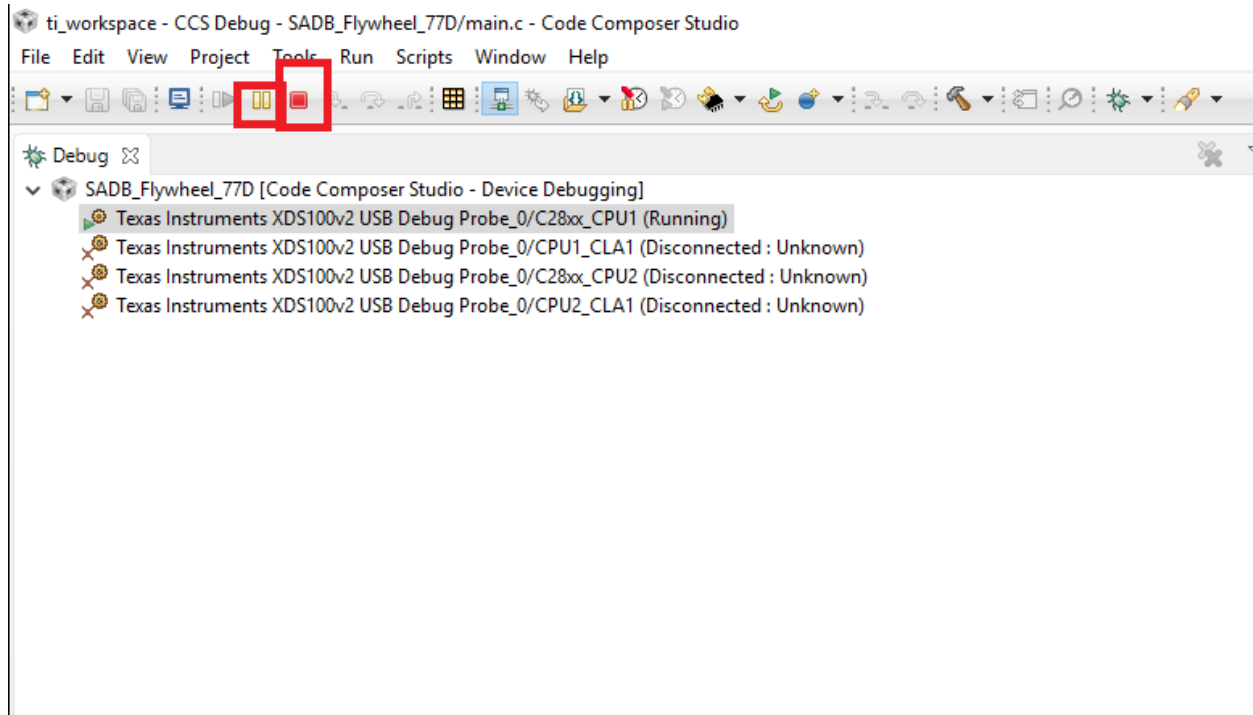 ti_workspace - CCS Debug - SADB_Flywheel_77D/main.c - Code Composer Studio
File Edit View Project Tools Run Scripts Window Help
Debug
SADB_Flywheel_77D [Code Composer Studio - Device Debugging]
Texas Instruments XDS100v2 USB Debug Probe_0/C28xx_CPU1 (Running)
Texas Instruments XDS100v2 USB Debug Probe_0/CPU1_CLA1 (Disconnected : Unknown)
Texas Instruments XDS100v2 USB Debug Probe_0/C28xx_CPU2 (Disconnected : Unknown)
Texas Instruments XDS100v2 USB Debug Probe_0/CPU2_CLA1 (Disconnected : Unknown)